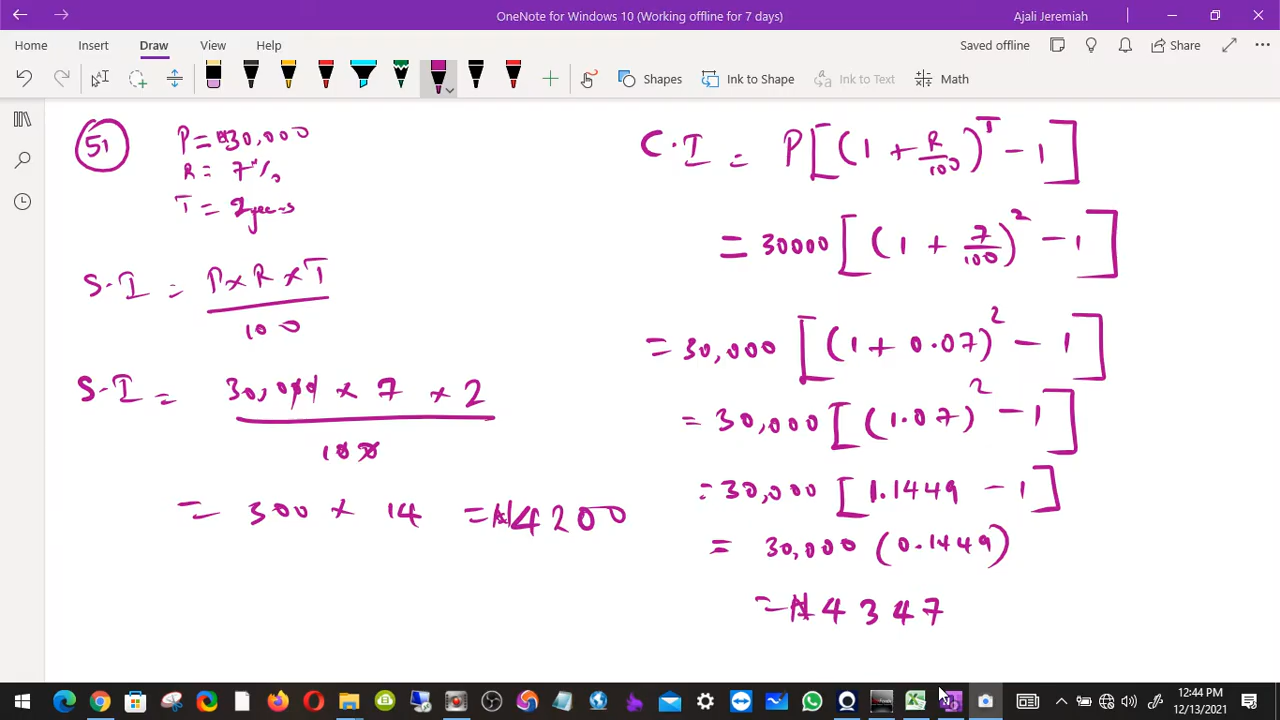 OneNote for Windows 10 (Working offline for 7 days)
Ajali Jeremiah
Home Insert Draw View Help
Saved offline
Share
Shapes
Ink to Shape
Ink to Text
Math
51
P = ₦30,000
R = 7%
T = 2years
S.I = P x R x T
100
S.I = 30,000 x 7 x 2
100
= 300 x 14 = ₦4200
C.I = P[(1 + R/100)^T - 1]
= 30000[(1 + 7/100)^2 - 1]
= 30,000 [(1 + 0.07)^2 - 1]
= 30,000 [(1.07)^2 - 1]
= 30,000 [1.1449 - 1]
= 30,000 (0.1449)
= ₦4347
12:44 PM
12/13/2021